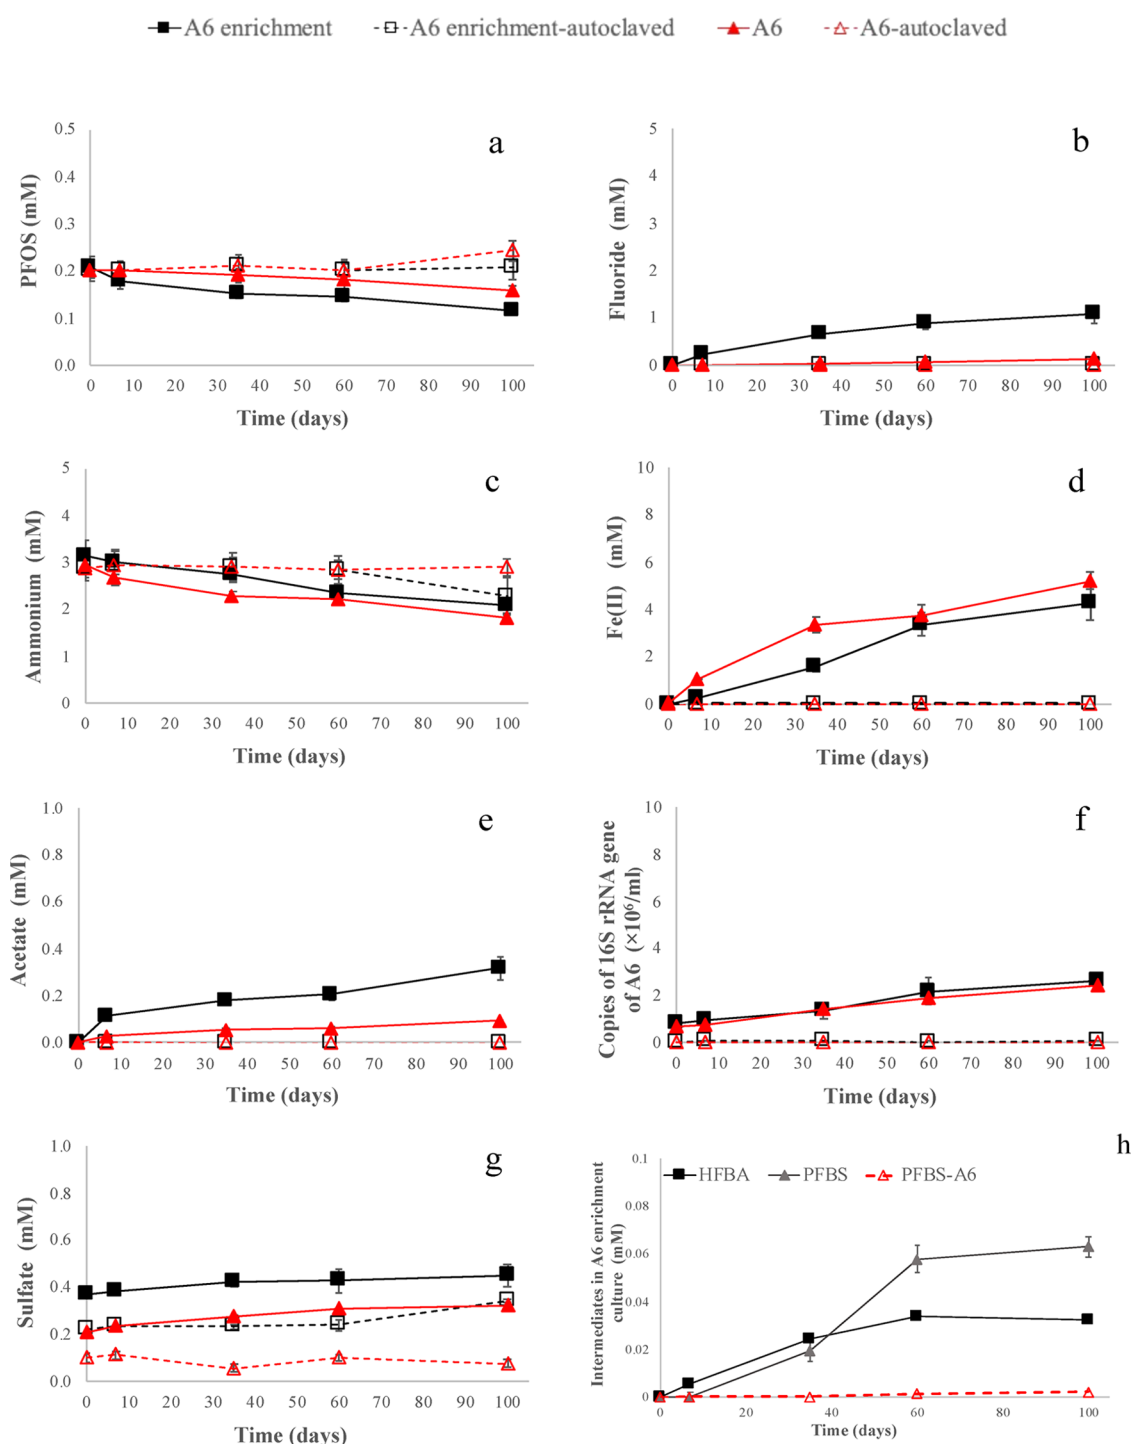 A6 enrichment A6 enrichment-autoclaved A6 A6-autoclaved
a
PFOS (mM)
0.5
0.4
0.3
0.2
0.1
0.0
0 10 20 30 40 50 60 70 80 90 100
Time (days)
b
Fluoride (mM)
5
4
3
2
1
0
0 10 20 30 40 50 60 70 80 90 100
Time (days)
c
Ammonium (mM)
5
4
3
2
1
0
0 10 20 30 40 50 60 70 80 90 100
Time (days)
d
Fe(II) (mM)
10
8
6
4
2
0
0 10 20 30 40 50 60 70 80 90 100
Time (days)
e
Acetate (mM)
1.0
0.8
0.6
0.4
0.2
0.0
0 10 20 30 40 50 60 70 80 90 100
Time (days)
f
Copies of 16S rRNA gene
of A6 (×10⁶/ml)
10
8
6
4
2
0
0 10 20 30 40 50 60 70 80 90 100
Time (days)
g
Sulfate (mM)
1.0
0.8
0.6
0.4
0.2
0.0
0 10 20 30 40 50 60 70 80 90 100
Time (days)
h
HFBA PFBS PFBS-A6
Intermediates in A6 enrichment
culture (mM)
0.1
0.08
0.06
0.04
0.02
0
0 20 40 60 80 100
Time (days)